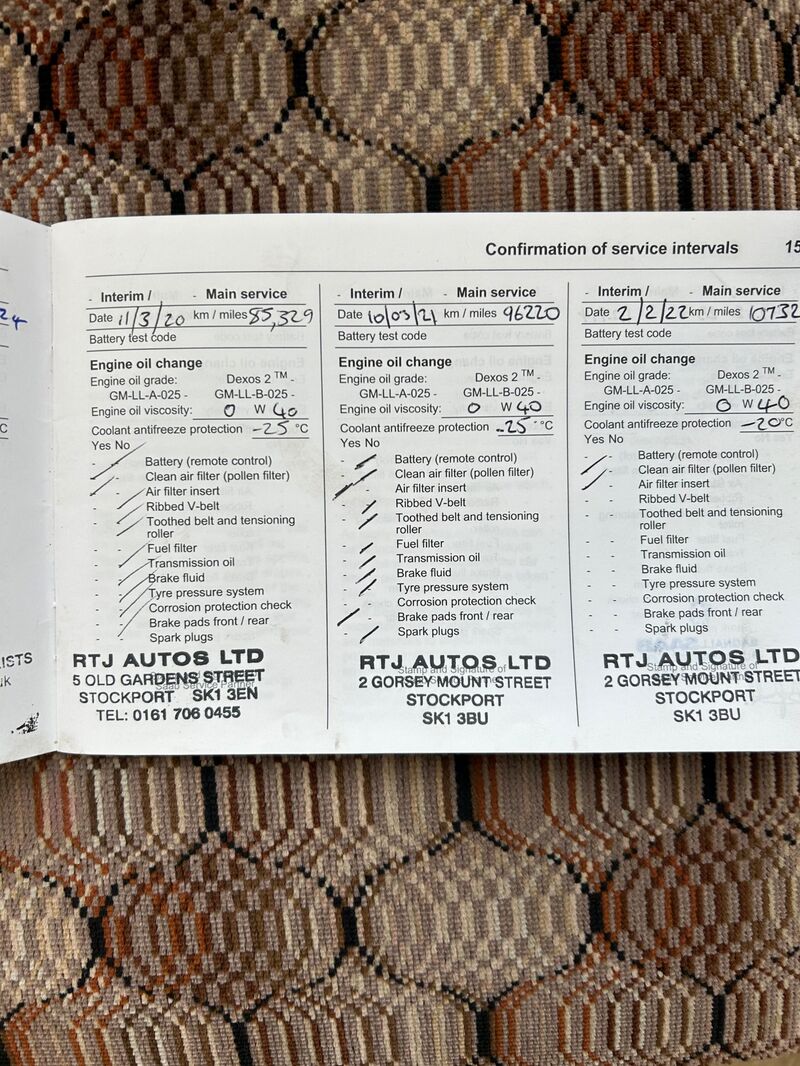 Confirmation of service intervals 15
- Interim / - Main service
Date 11/3/20 km / miles 85,329
Battery test code
Engine oil change
Engine oil grade: Dexos 2 TM -
GM-LL-A-025 - GM-LL-B-025 -
Engine oil viscosity: 0 W 40
Coolant antifreeze protection -25 °C
Yes No
- - Battery (remote control)
- - Clean air filter (pollen filter)
- - Air filter insert
- - Ribbed V-belt
- - Toothed belt and tensioning
roller
- - Fuel filter
- - Transmission oil
- - Brake fluid
- - Tyre pressure system
- - Corrosion protection check
- - Brake pads front / rear
- - Spark plugs
RTJ AUTOS LTD
5 OLD GARDENS STREET
Saab Service Partner
STOCKPORT SK1 3EN
TEL: 0161 706 0455
- Interim / - Main service
Date 10/03/21 km / miles 96220
Battery test code
Engine oil change
Engine oil grade: Dexos 2 TM -
GM-LL-A-025 - GM-LL-B-025 -
Engine oil viscosity: 0 W 40
Coolant antifreeze protection -25 °C
Yes No
- - Battery (remote control)
- - Clean air filter (pollen filter)
- - Air filter insert
- - Ribbed V-belt
- - Toothed belt and tensioning
roller
- - Fuel filter
- - Transmission oil
- - Brake fluid
- - Tyre pressure system
- - Corrosion protection check
- - Brake pads front / rear
- - Spark plugs
RTJ AUTOS LTD
Stamp and Signature of
2 GORSEY MOUNT STREET
STOCKPORT
SK1 3BU
- Interim / - Main service
Date 2/2/22 km / miles 10732
Battery test code
Engine oil change
Engine oil grade: Dexos 2 TM -
GM-LL-A-025 - GM-LL-B-025 -
Engine oil viscosity: 0 W 40
Coolant antifreeze protection -20 °C
Yes No
- - Battery (remote control)
- - Clean air filter (pollen filter)
- - Air filter insert
- - Ribbed V-belt
- - Toothed belt and tensioning
roller
- - Fuel filter
- - Transmission oil
- - Brake fluid
- - Tyre pressure system
- - Corrosion protection check
- - Brake pads front / rear
- - Spark plugs
RTJ AUTOS LTD
Stamp and Signature of
2 GORSEY MOUNT STREET
STOCKPORT
SK1 3BU